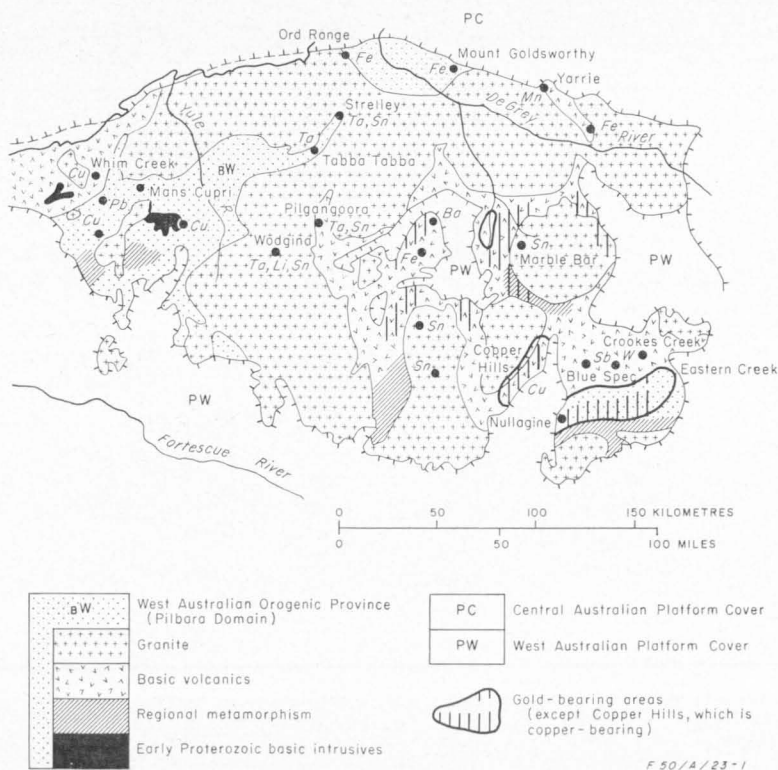 PC
Ord Range
Fe
Mount Goldsworthy
Fe
Yarrie
Mn
De Grey
Fe
River
Strelley
Ta, Sn
Yule
Ta
Tabba Tabba
BW
Whim Creek
Cu
Mans Cupri
Pb
Cu
Cu
R
Pilgangoora
Ta, Sn
Wodgina
Ta, Li, Sn
Ba
Fe
PW
Sn
Marble Bar
PW
Sn
Sn
Copper Hills
Cu
Crookes Creek
Sb
W
Blue Spec
Eastern Creek
Nullagine
PW
Fortescue
River
0 50 100 150 KILOMETRES
0 50 100 MILES
BW West Australian Orogenic Province
(Pilbara Domain)
Granite
Basic volcanics
Regional metamorphism
Early Proterozoic basic intrusives
PC Central Australian Platform Cover
PW West Australian Platform Cover
Gold-bearing areas
(except Copper Hills, which is
copper-bearing)
F 50/A/23-1